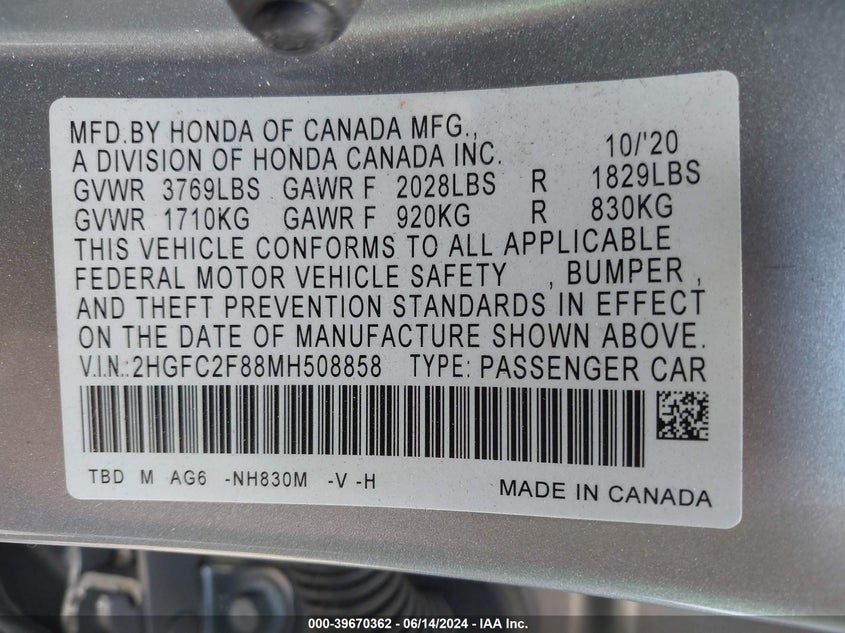 MFD.BY HONDA OF CANADA MFG.,
A DIVISION OF HONDA CANADA INC. 10/'20
GVWR 3769LBS GAWR F 2028LBS R 1829LBS
GVWR 1710KG GAWR F 920KG R 830KG
THIS VEHICLE CONFORMS TO ALL APPLICABLE
FEDERAL MOTOR VEHICLE SAFETY , BUMPER ,
AND THEFT PREVENTION STANDARDS IN EFFECT
ON THE DATE OF MANUFACTURE SHOWN ABOVE.
V.I.N.:2HGFC2F88MH508858 TYPE: PASSENGER CAR
TBD M AG6 -NH830M -V -H
MADE IN CANADA
000-39670362 - 06/14/2024 - IAA Inc.